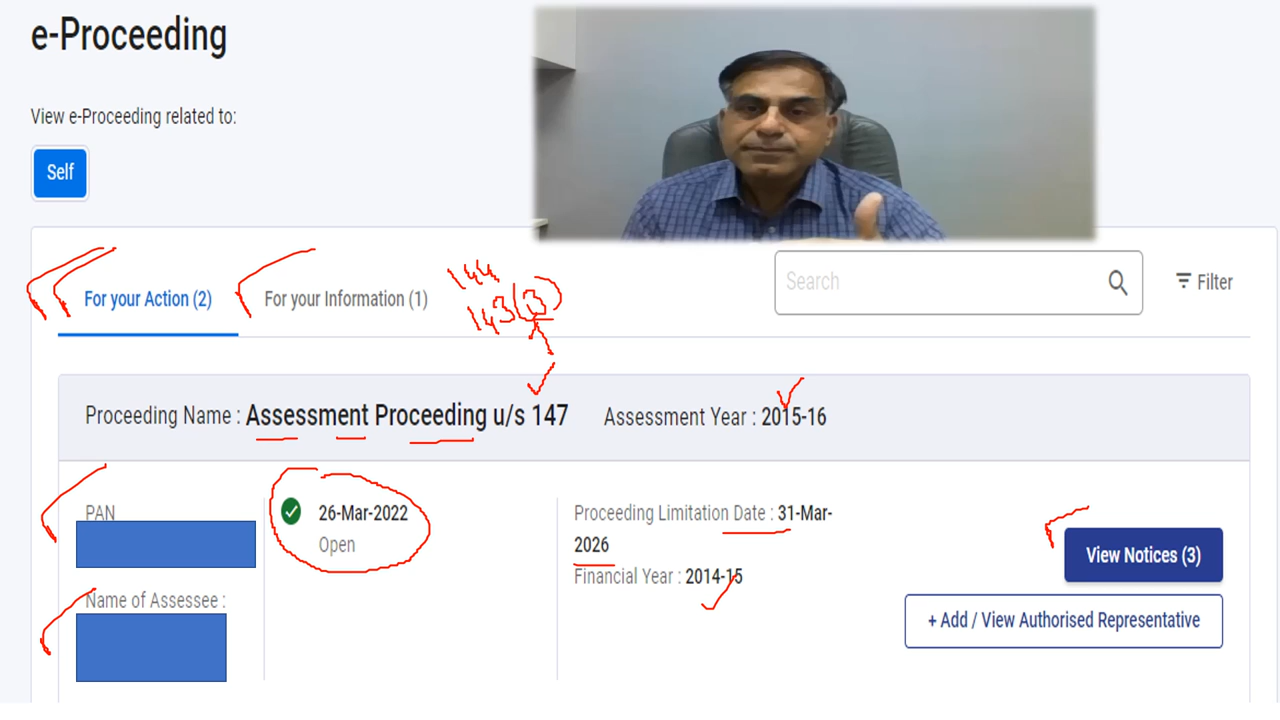 e-Proceeding
View e-Proceeding related to:
Self
For your Action (2)
For your Information (1)
144
143(3)
Search
Filter
Proceeding Name : Assessment Proceeding u/s 147
Assessment Year : 2015-16
PAN
Name of Assessee :
26-Mar-2022
Open
Proceeding Limitation Date : 31-Mar-
2026
Financial Year : 2014-15
View Notices (3)
+ Add / View Authorised Representative